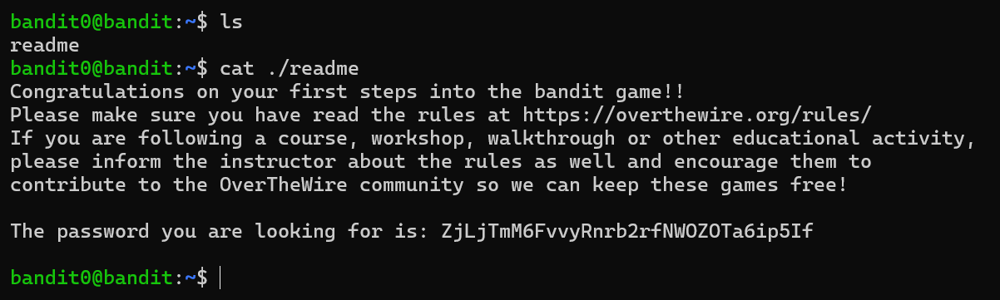 bandit0@bandit:~$ ls
readme
bandit0@bandit:~$ cat ./readme
Congratulations on your first steps into the bandit game!!
Please make sure you have read the rules at https://overthewire.org/rules/
If you are following a course, workshop, walkthrough or other educational activity,
please inform the instructor about the rules as well and encourage them to
contribute to the OverTheWire community so we can keep these games free!

The password you are looking for is: ZjLjTmM6FvvyRnrb2rfNWOZOTa6ip5If

bandit0@bandit:~$